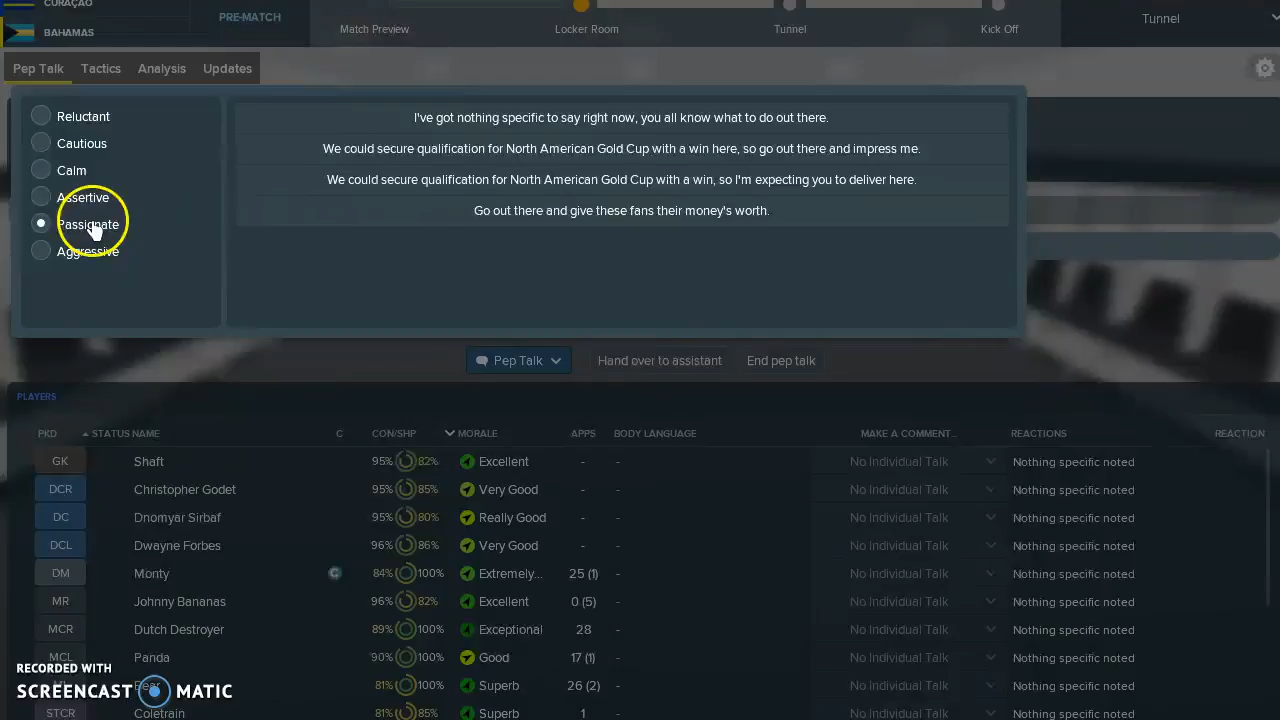 CURAÇAO
BAHAMAS
PRE-MATCH
Match Preview
Locker Room
Tunnel
Kick Off
Tunnel
Pep Talk
Tactics
Analysis
Updates
Reluctant
Cautious
Calm
Assertive
Passionate
Aggressive
I've got nothing specific to say right now, you all know what to do out there.
We could secure qualification for North American Gold Cup with a win here, so go out there and impress me.
We could secure qualification for North American Gold Cup with a win, so I'm expecting you to deliver here.
Go out there and give these fans their money's worth.
Pep Talk
Hand over to assistant
End pep talk
PLAYERS
PKD STATUS NAME C CON/SHP MORALE APPS BODY LANGUAGE MAKE A COMMENT... REACTIONS REACTION
GK Shaft 95% 82% Excellent - - No Individual Talk Nothing specific noted
DCR Christopher Godet 95% 85% Very Good - - No Individual Talk Nothing specific noted
DC Dnomyar Sirbaf 95% 80% Really Good - - No Individual Talk Nothing specific noted
DCL Dwayne Forbes 96% 86% Very Good - - No Individual Talk Nothing specific noted
DM Monty C 84% 100% Extremely... 25 (1) - No Individual Talk Nothing specific noted
MR Johnny Bananas 96% 82% Excellent 0 (5) - No Individual Talk Nothing specific noted
MCR Dutch Destroyer 89% 100% Exceptional 28 - No Individual Talk Nothing specific noted
MCL Panda 90% 100% Good 17 (1) - No Individual Talk Nothing specific noted
Bear 81% 100% Superb 26 (2) - No Individual Talk Nothing specific noted
STCR Coletrain 81% 85% Superb 1 - No Individual Talk Nothing specific noted
RECORDED WITH
SCREENCAST MATIC